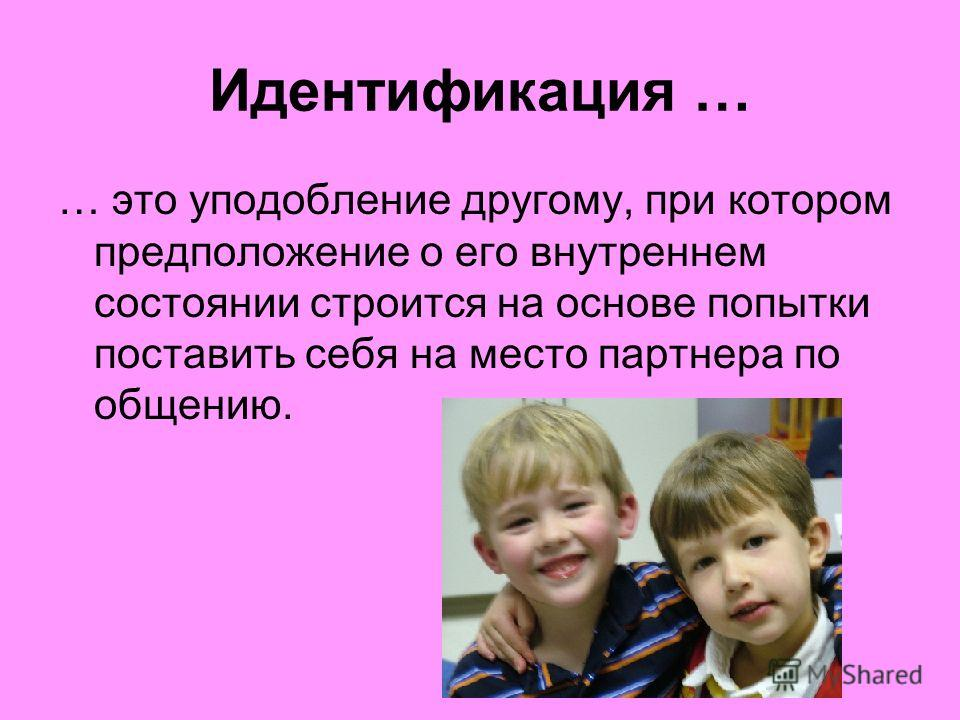 Идентификация …
… это уподобление другому, при котором
предположение о его внутреннем
состоянии строится на основе попытки
поставить себя на место партнера по
общению.
MyShared